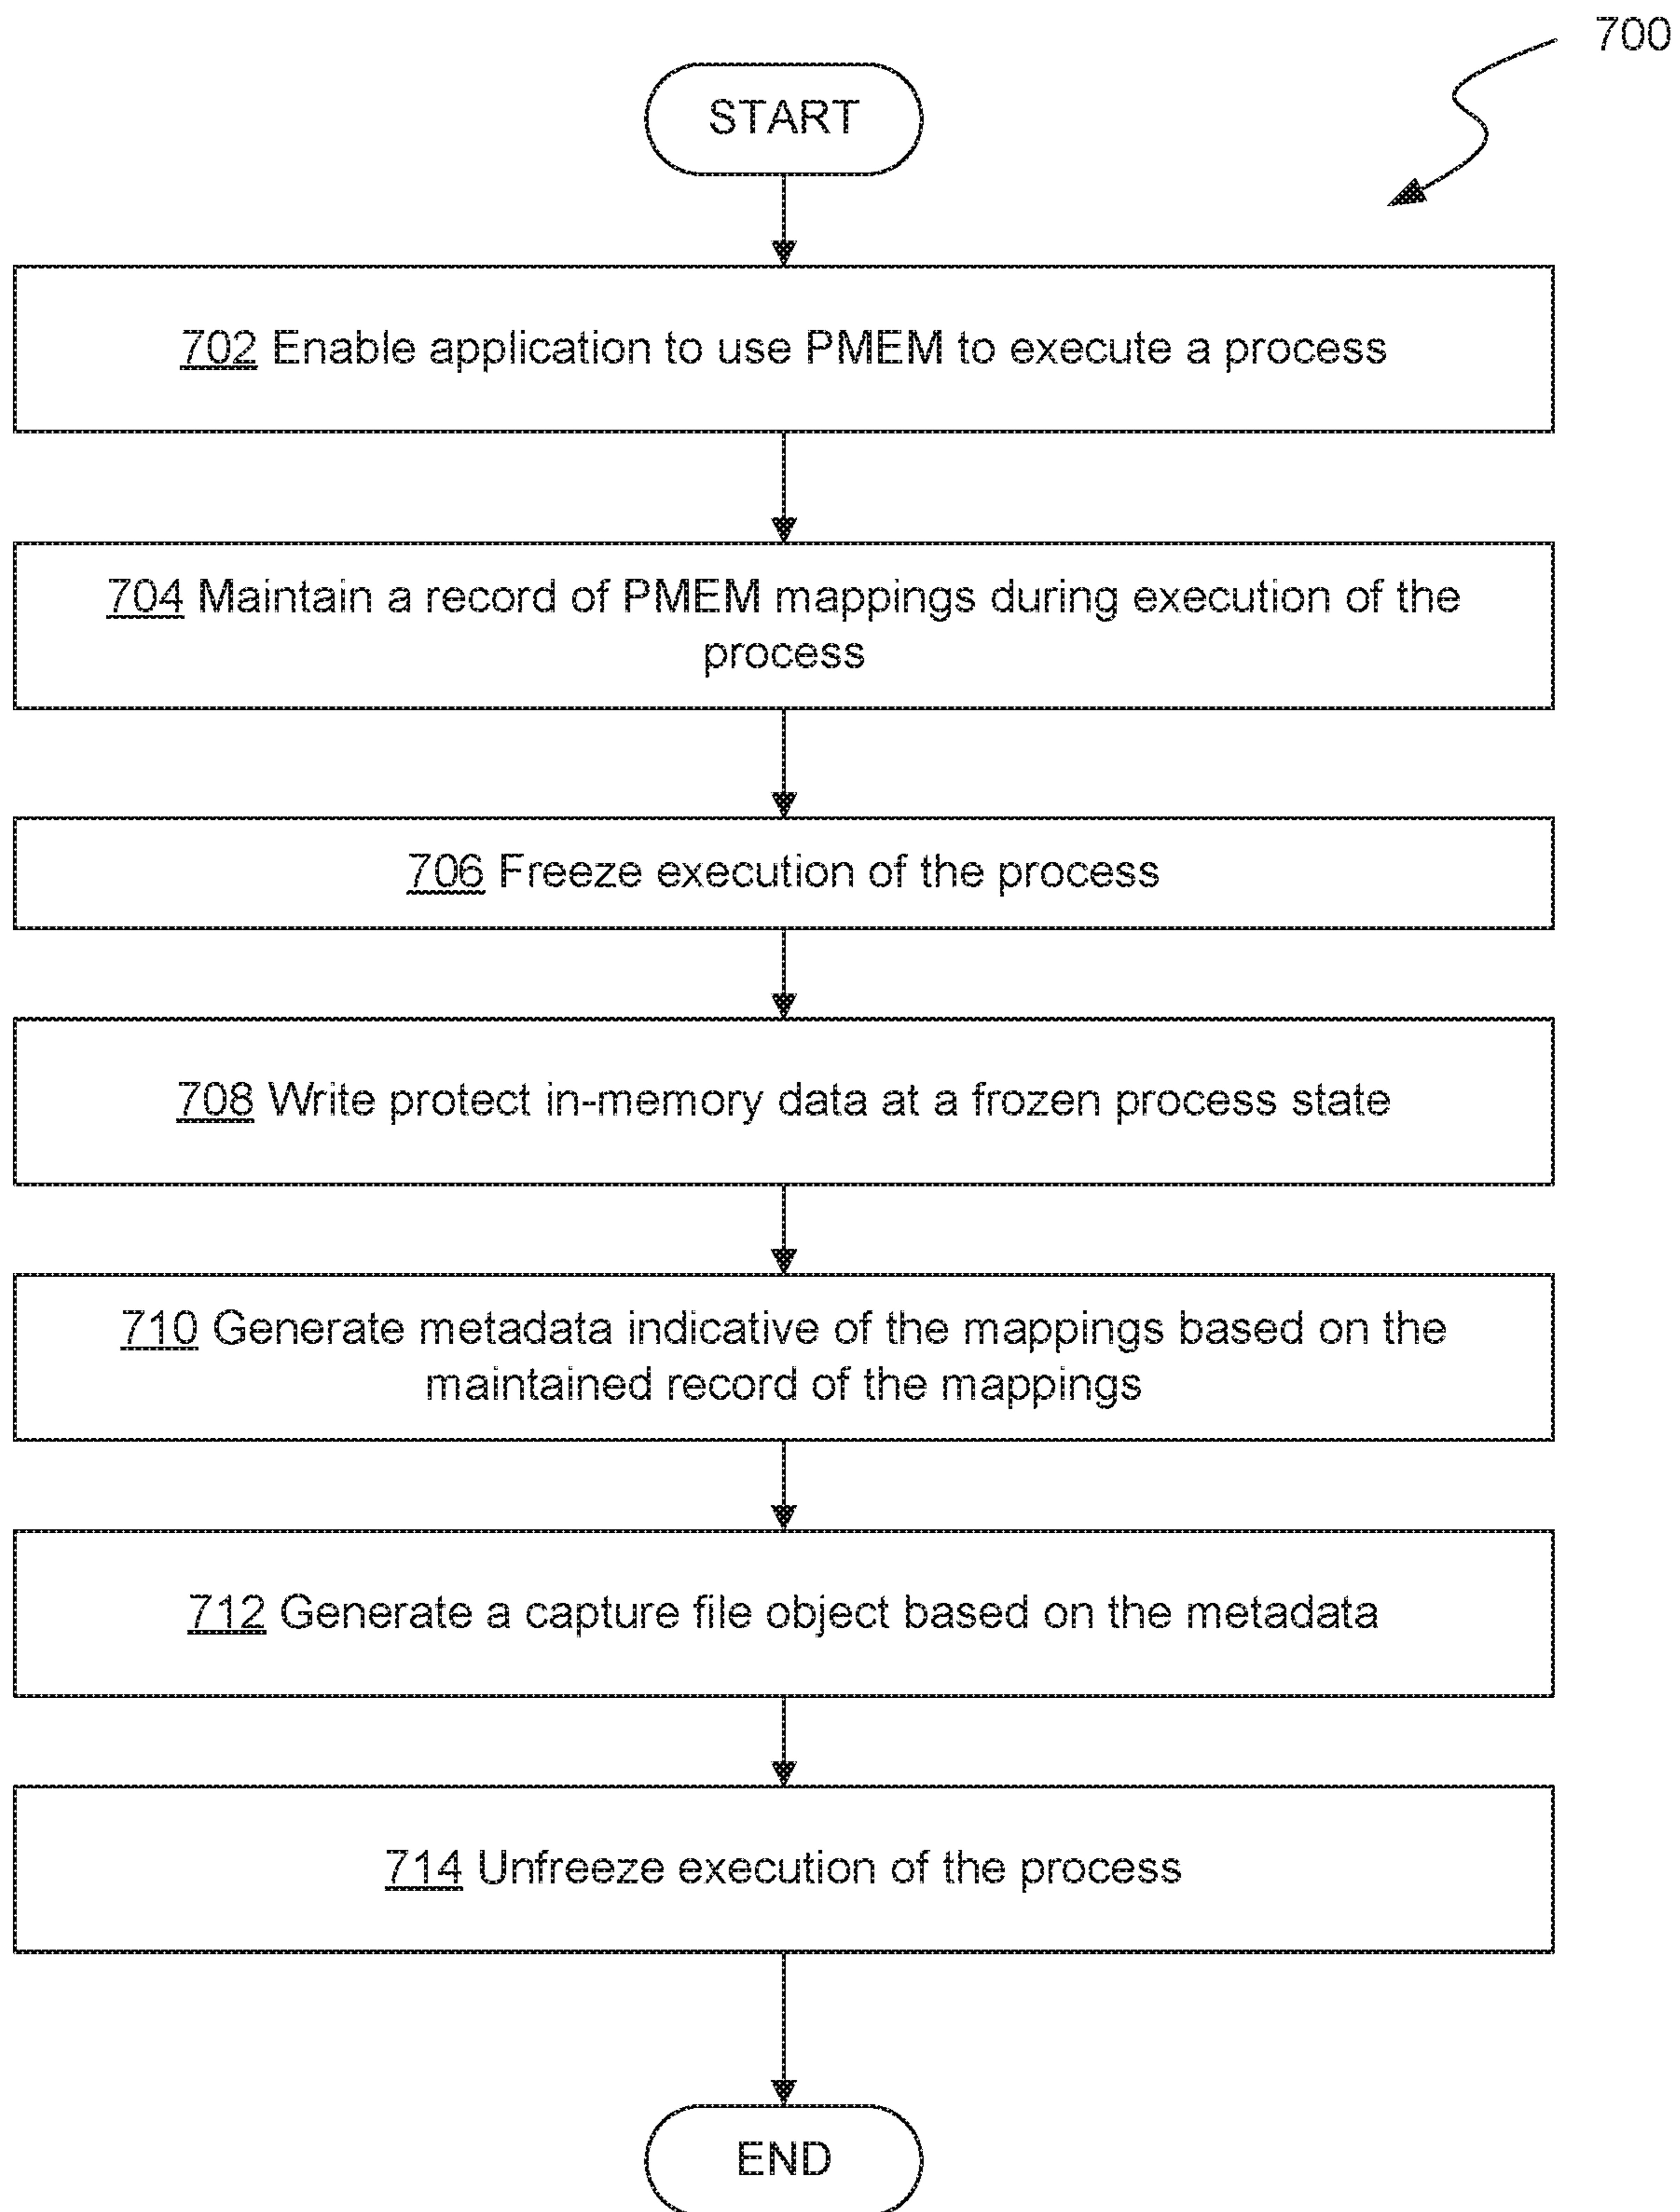 700
START
702 Enable application to use PMEM to execute a process
704 Maintain a record of PMEM mappings during execution of the
process
706 Freeze execution of the process
708 Write protect in-memory data at a frozen process state
710 Generate metadata indicative of the mappings based on the
maintained record of the mappings
712 Generate a capture file object based on the metadata
714 Unfreeze execution of the process
END